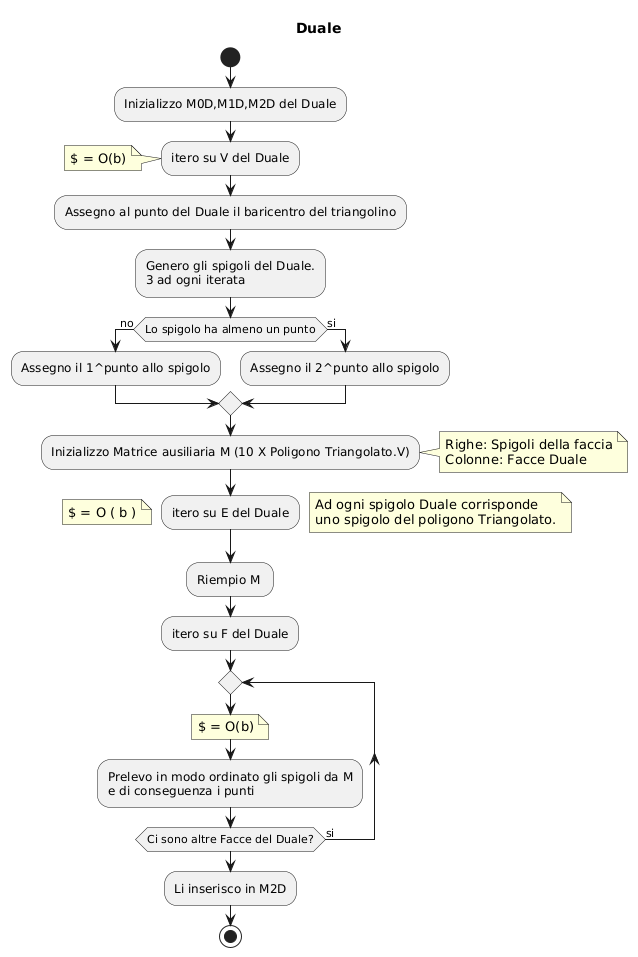 Duale
Inizializzo M0D,M1D,M2D del Duale
$ = O(b)
itero su V del Duale
Assegno al punto del Duale il baricentro del triangolino
Genero gli spigoli del Duale.
3 ad ogni iterata
no
Lo spigolo ha almeno un punto
si
Assegno il 1^punto allo spigolo
Assegno il 2^punto allo spigolo
Inizializzo Matrice ausiliaria M (10 X Poligono Triangolato.V)
Righe: Spigoli della faccia
Colonne: Facce Duale
$ = O ( b )
itero su E del Duale
Ad ogni spigolo Duale corrisponde
uno spigolo del poligono Triangolato.
Riempio M
itero su F del Duale
$ = O(b)
Prelevo in modo ordinato gli spigoli da M
e di conseguenza i punti
Ci sono altre Facce del Duale?
si
Li inserisco in M2D